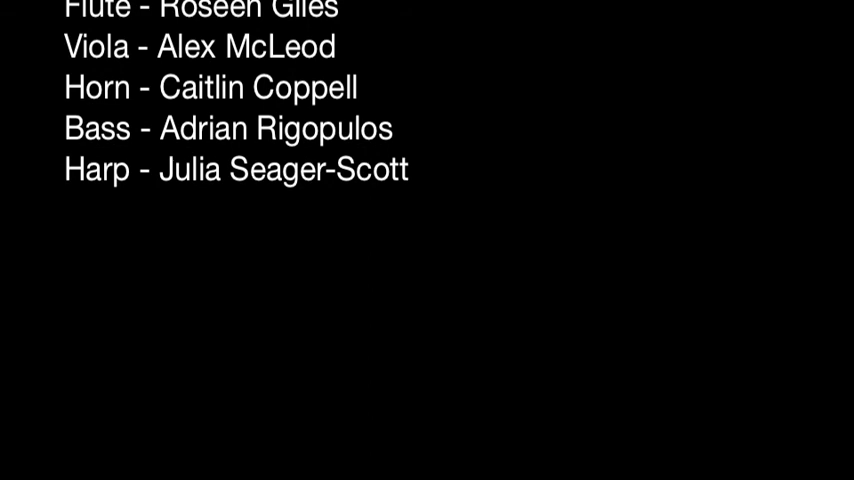 Flute - Roseen Giles
Viola - Alex McLeod
Horn - Caitlin Coppell
Bass - Adrian Rigopulos
Harp - Julia Seager-Scott